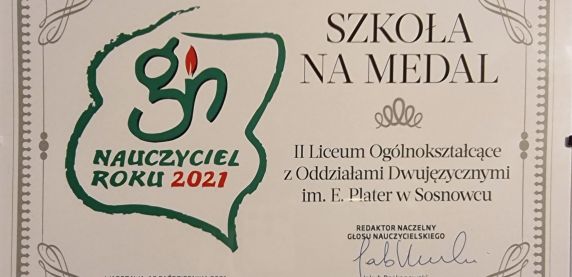 gn
NAUCZYCIEL
ROKU 2021
SZKOŁA
NA MEDAL
II Liceum Ogólnokształcące
z Oddziałami Dwujęzycznymi
im. E. Plater w Sosnowcu
REDAKTOR NACZELNY
GŁOSU NAUCZYCIELSKIEGO